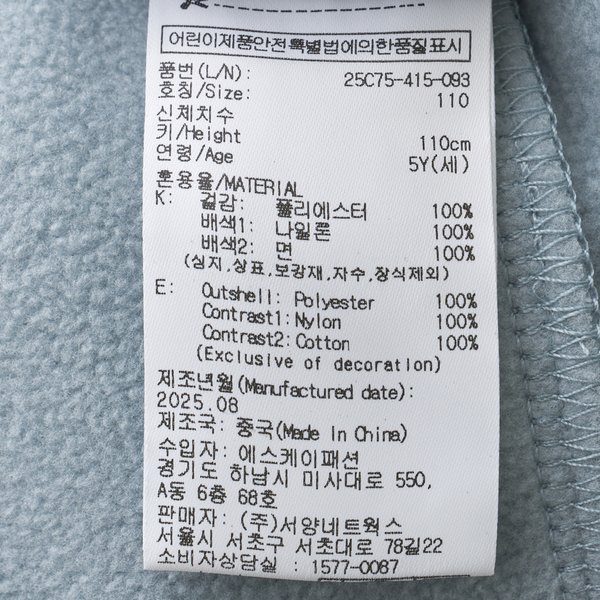 어린이제품안전특별법에의한품질표시
품번(L/N): 25C75-415-093
호칭/Size: 110
신체치수
키/Height 110cm
연령/Age 5Y(세)
혼용율/MATERIAL
K: 겉감: 폴리에스터 100%
배색1: 나일론 100%
배색2: 면 100%
(심지,상표,보강재,자수,장식제외)
E: Outshell: Polyester 100%
Contrast1: Nylon 100%
Contrast2: Cotton 100%
(Exclusive of decoration)
제조년월(Manufactured date):
2025.08
제조국: 중국(Made In China)
수입자: 에스케이패션
경기도 하남시 미사대로 550,
A동 6층 68호
판매자: (주)서양네트웍스
서울시 서초구 서초대로 78길22
소비자상담실 : 1577-0087